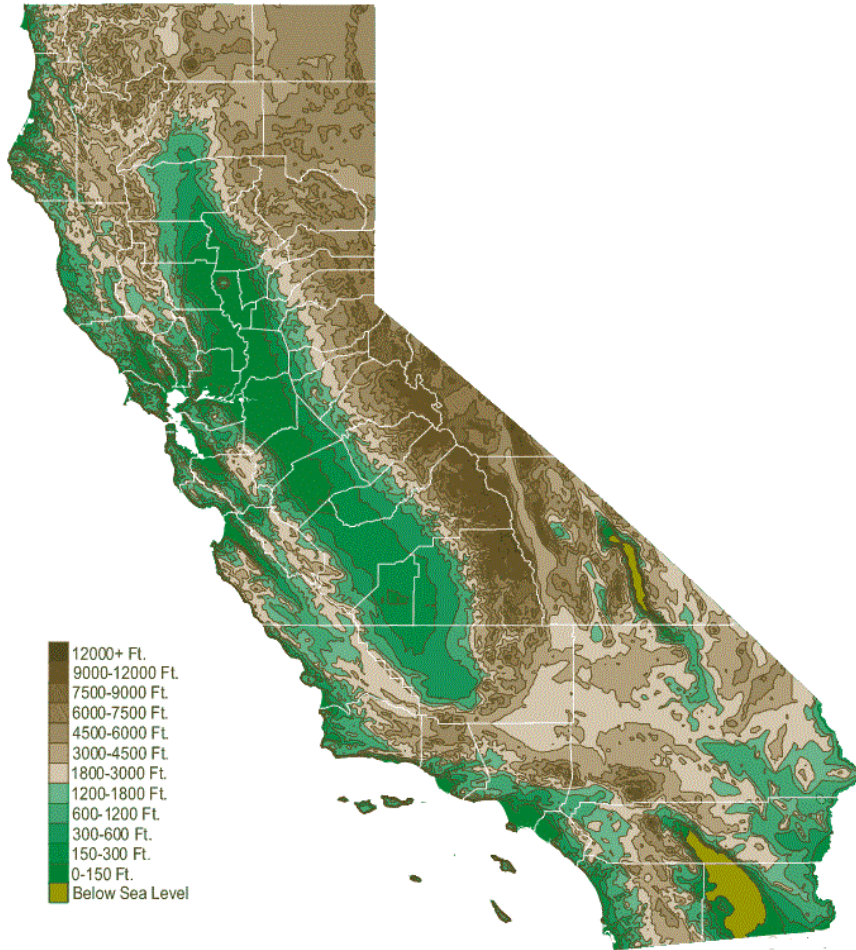 12000+ Ft.
9000-12000 Ft.
7500-9000 Ft.
6000-7500 Ft.
4500-6000 Ft.
3000-4500 Ft.
1800-3000 Ft.
1200-1800 Ft.
600-1200 Ft.
300-600 Ft.
150-300 Ft.
0-150 Ft.
Below Sea Level